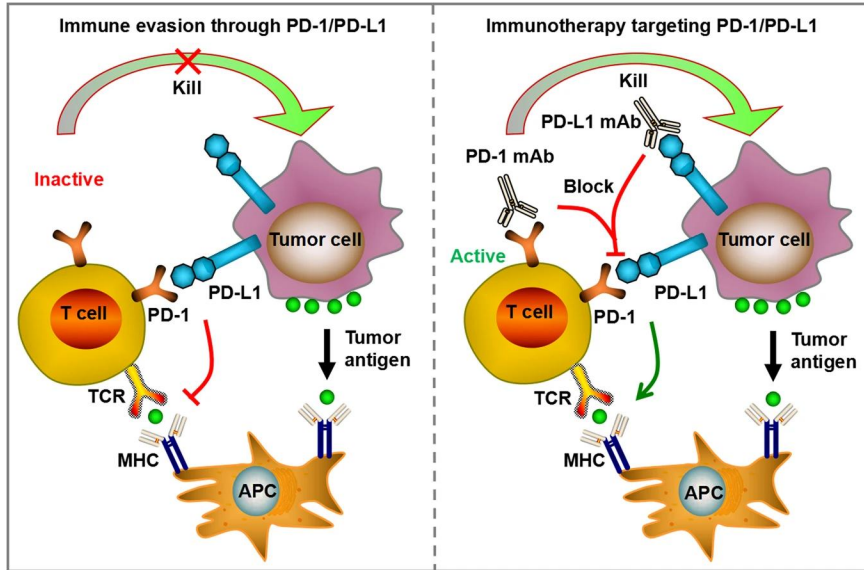 Immune evasion through PD-1/PD-L1
Kill
Inactive
Tumor cell
T cell
PD-L1
PD-1
Tumor
antigen
TCR
MHC
APC
Immunotherapy targeting PD-1/PD-L1
Kill
PD-L1 mAb
PD-1 mAb
Block
Active
Tumor cell
T cell
PD-L1
PD-1
Tumor
antigen
TCR
MHC
APC